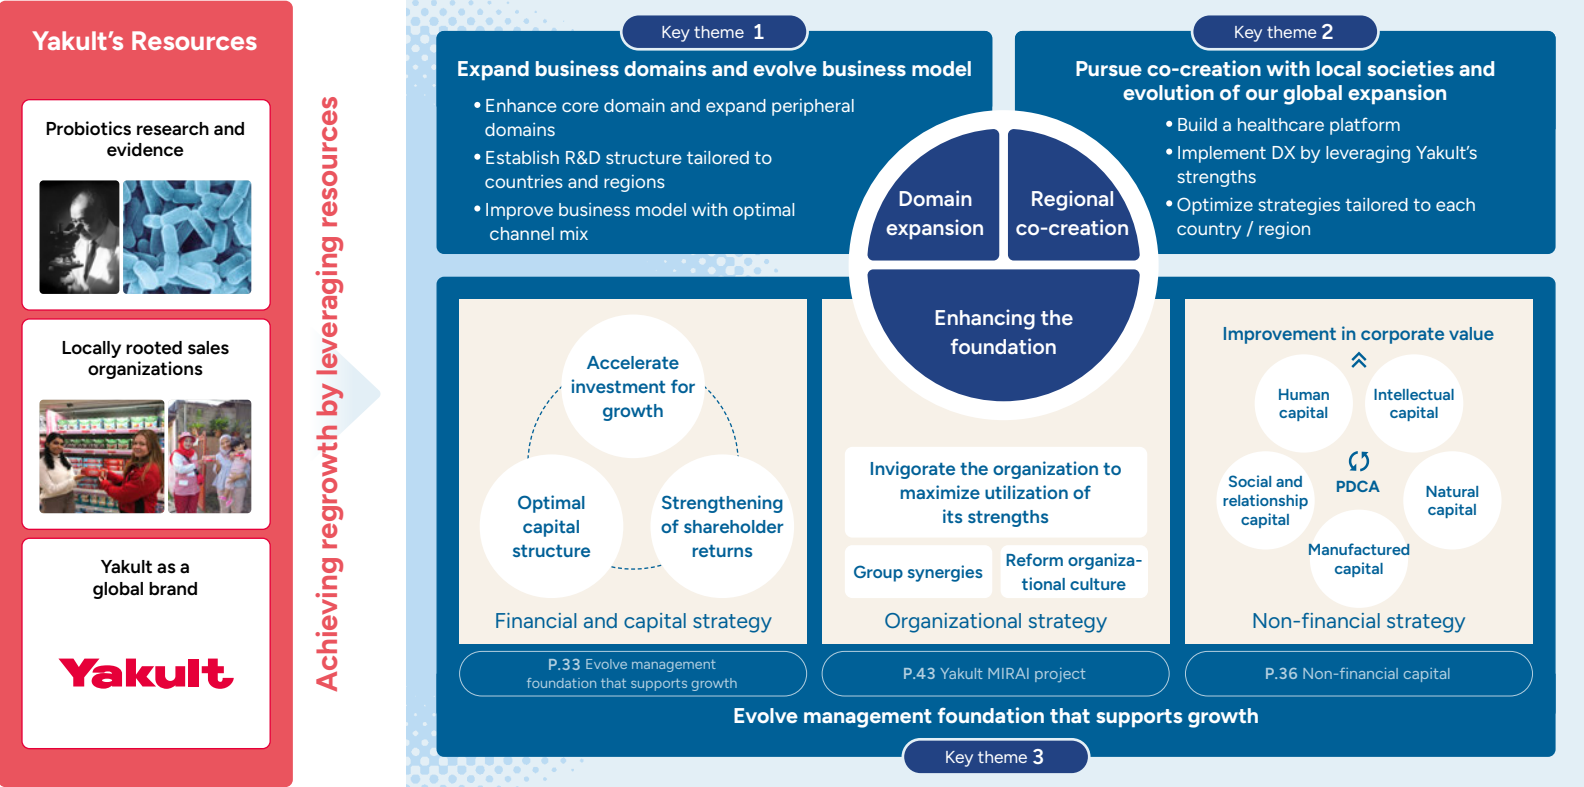 Yakult’s Resources
Probiotics research and
evidence
Locally rooted sales
organizations
Yakult as a
global brand
Yakult
Achieving regrowth by leveraging resources
Key theme 1
Expand business domains and evolve business model
• Enhance core domain and expand peripheral
domains
• Establish R&D structure tailored to
countries and regions
• Improve business model with optimal
channel mix
Key theme 2
Pursue co-creation with local societies and
evolution of our global expansion
• Build a healthcare platform
• Implement DX by leveraging Yakult’s
strengths
• Optimize strategies tailored to each
country / region
Domain
expansion
Regional
co-creation
Enhancing the
foundation
Accelerate
investment for
growth
Optimal
capital
structure
Strengthening
of shareholder
returns
Financial and capital strategy
P.33 Evolve management
foundation that supports growth
Invigorate the organization to
maximize utilization of
its strengths
Group synergies
Reform organiza-
tional culture
Organizational strategy
P.43 Yakult MIRAI project
Improvement in corporate value
Human
capital
Intellectual
capital
Social and
relationship
capital
PDCA
Natural
capital
Manufactured
capital
Non-financial strategy
P.36 Non-financial capital
Evolve management foundation that supports growth
Key theme 3